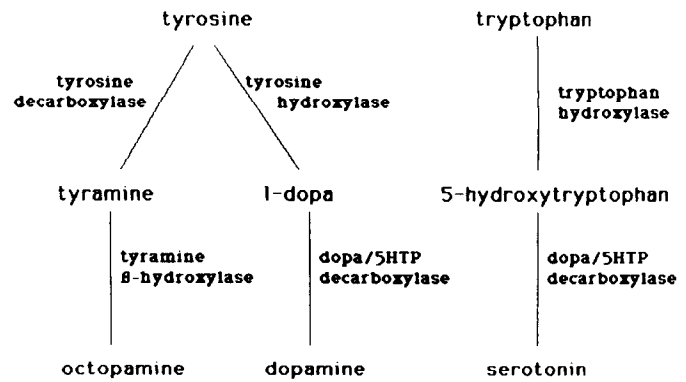 tyrosine tryptophan
tyrosine
decarboxylase
tyrosine
hydroxylase
tryptophan
hydroxylase
tyramine l-dopa 5-hydroxytryptophan
tyramine
β-hydroxylase
dopa/5HTP
decarboxylase
dopa/5HTP
decarboxylase
octopamine dopamine serotonin